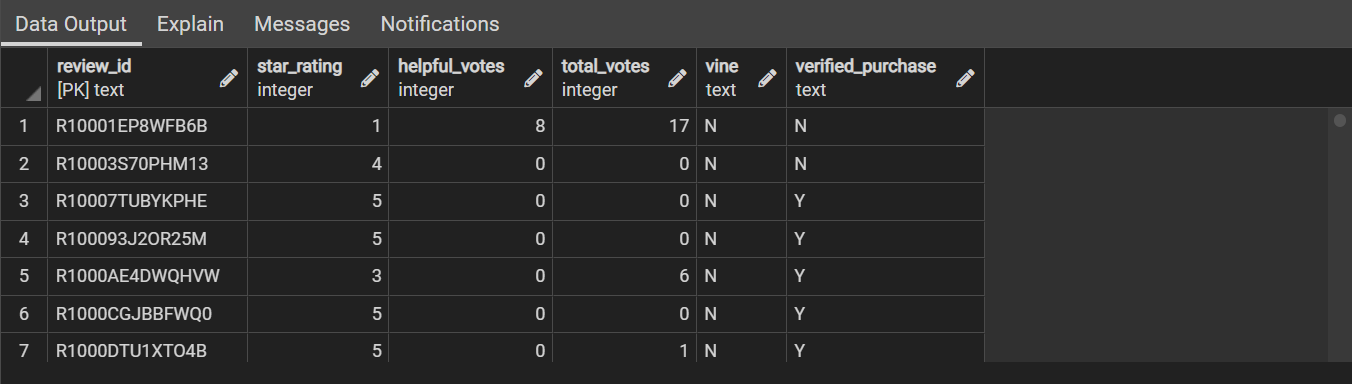 Data Output Explain Messages Notifications
review_id star_rating helpful_votes total_votes vine verified_purchase
[PK] text integer integer integer text text
1 R10001EP8WFB6B 1 8 17 N N
2 R10003S70PHM13 4 0 0 N N
3 R10007TUBYKPHE 5 0 0 N Y
4 R100093J2OR25M 5 0 0 N Y
5 R1000AE4DWQHVW 3 0 6 N Y
6 R1000CGJBBFWQ0 5 0 0 N Y
7 R1000DTU1XTO4B 5 0 1 N Y